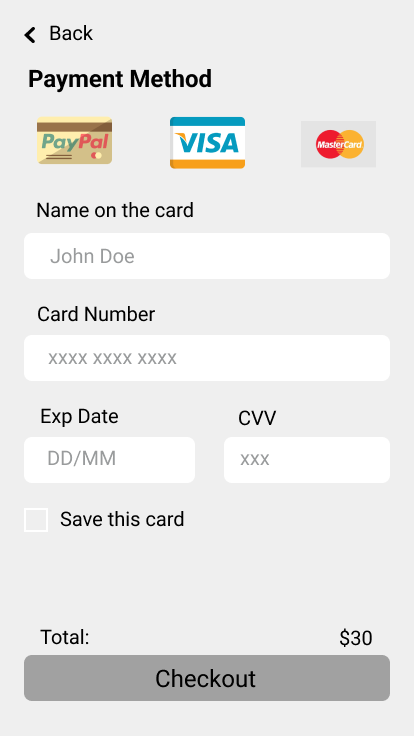 Back
Payment Method
PayPal VISA MasterCard
Name on the card
John Doe
Card Number
xxxx xxxx xxxx
Exp Date CVV
DD/MM xxx
Save this card
Total: $30
Checkout